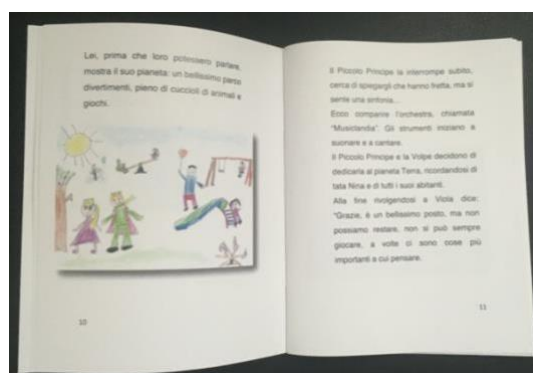 Lei, prima che loro potessero parlare,
mostra il suo pianeta: un bellissimo parco
divertimenti, pieno di cuccioli di animali e
giochi.
10
Il Piccolo Principe la interrompe subito,
cerca di spiegargli che hanno fretta, ma si
sente una sinfonia...
Ecco comparire l'orchestra, chiamata
"Musiclandia". Gli strumenti iniziano a
suonare e a cantare.
Il Piccolo Principe e la Volpe decidono di
dedicarla al pianeta Terra, ricordandosi di
tata Nina e di tutti i suoi abitanti.
Alla fine rivolgendosi a Viola dice:
"Grazie, è un bellissimo posto, ma non
possiamo restare, non si può sempre
giocare, a volte ci sono cose più
importanti a cui pensare.
11